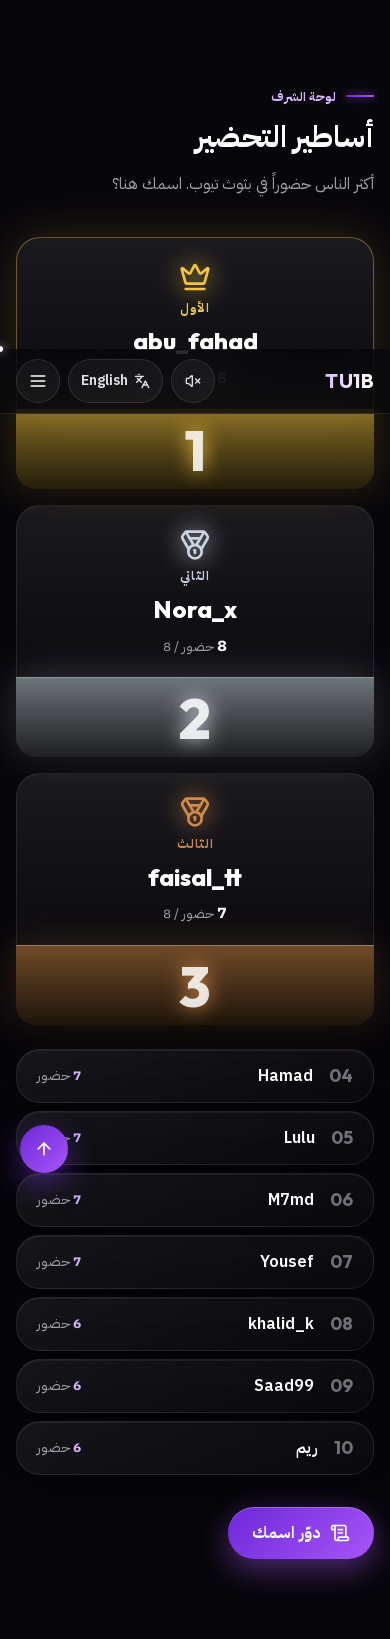 لوحة الشرف
أساطير التحضير
أكثر الناس حضوراً في بثوث تيوب. اسمك هنا؟
الأول
abu_fahad
TU1B
English
8
1
الثاني
Nora_x
8 حضور / 8
2
الثالث
faisal_tt
7 حضور / 8
3
04 Hamad 7 حضور
05 Lulu 7
06 M7md 7 حضور
07 Yousef 7 حضور
08 khalid_k 6 حضور
09 Saad99 6 حضور
10 ريم 6 حضور
دوّر اسمك